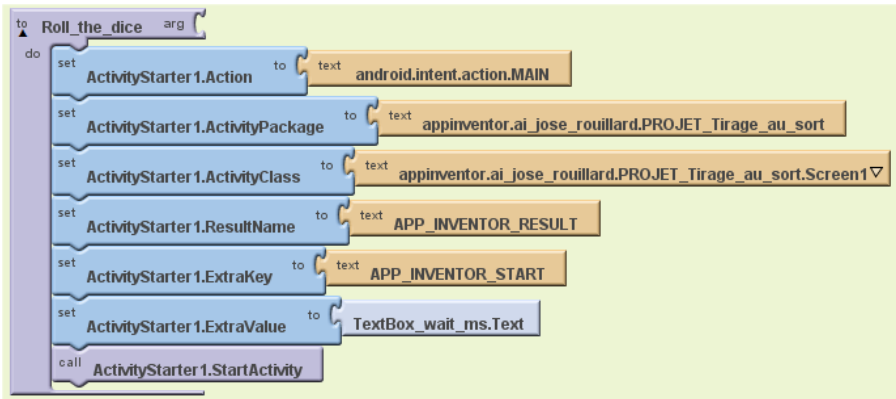 to Roll_the_dice arg
do
set ActivityStarter1.Action to text android.intent.action.MAIN
set ActivityStarter1.ActivityPackage to text appinventor.ai_jose_rouillard.PROJET_Tirage_au_sort
set ActivityStarter1.ActivityClass to text appinventor.ai_jose_rouillard.PROJET_Tirage_au_sort.Screen1
set ActivityStarter1.ResultName to text APP_INVENTOR_RESULT
set ActivityStarter1.ExtraKey to text APP_INVENTOR_START
set ActivityStarter1.ExtraValue to TextBox_wait_ms.Text
call ActivityStarter1.StartActivity